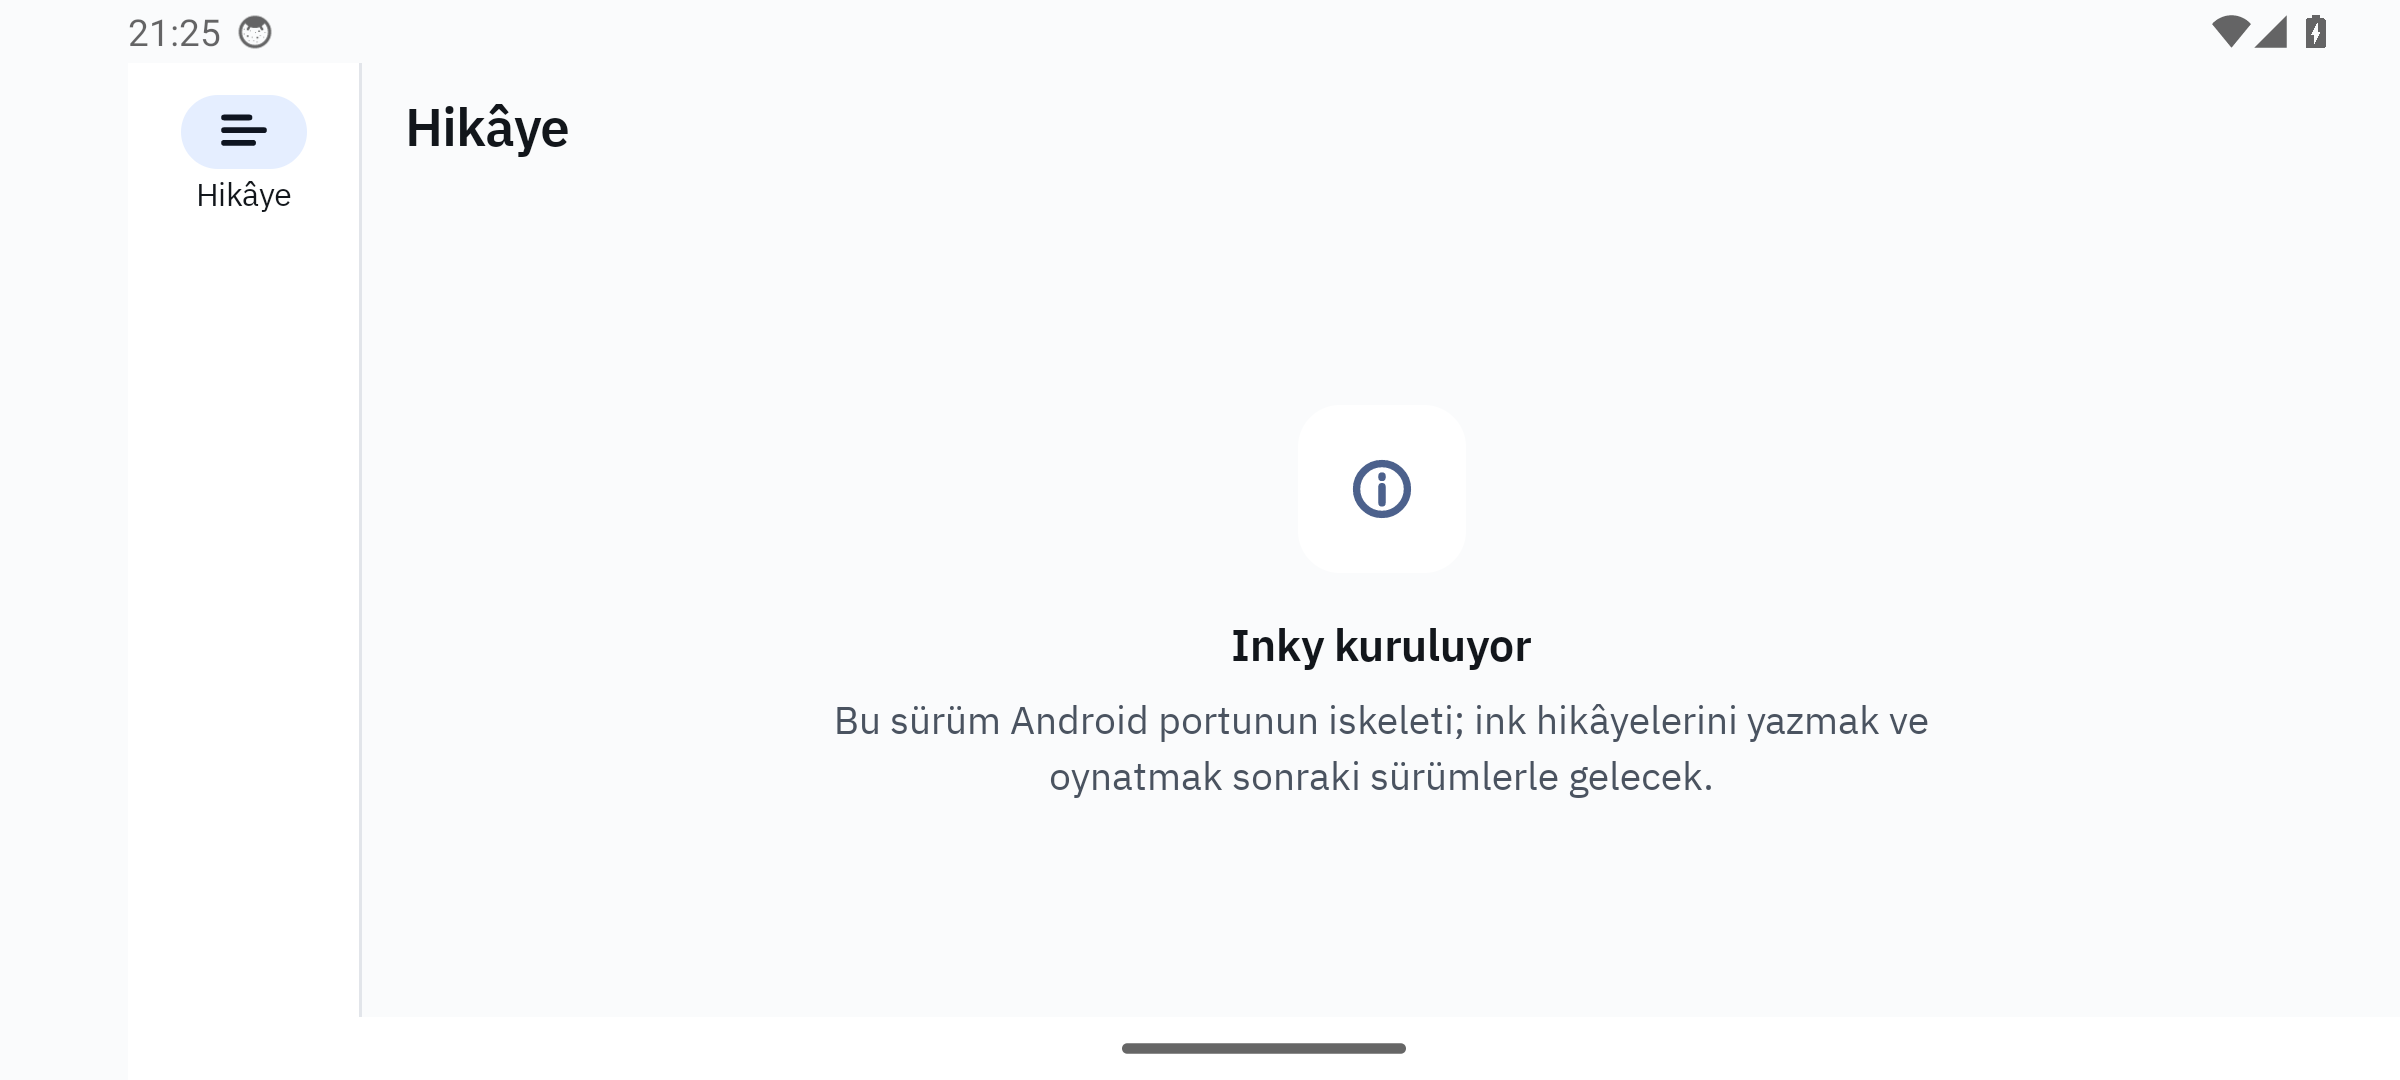 21:25
Hikâye
Hikâye
Inky kuruluyor
Bu sürüm Android portunun iskeleti; ink hikâyelerini yazmak ve
oynatmak sonraki sürümlerle gelecek.